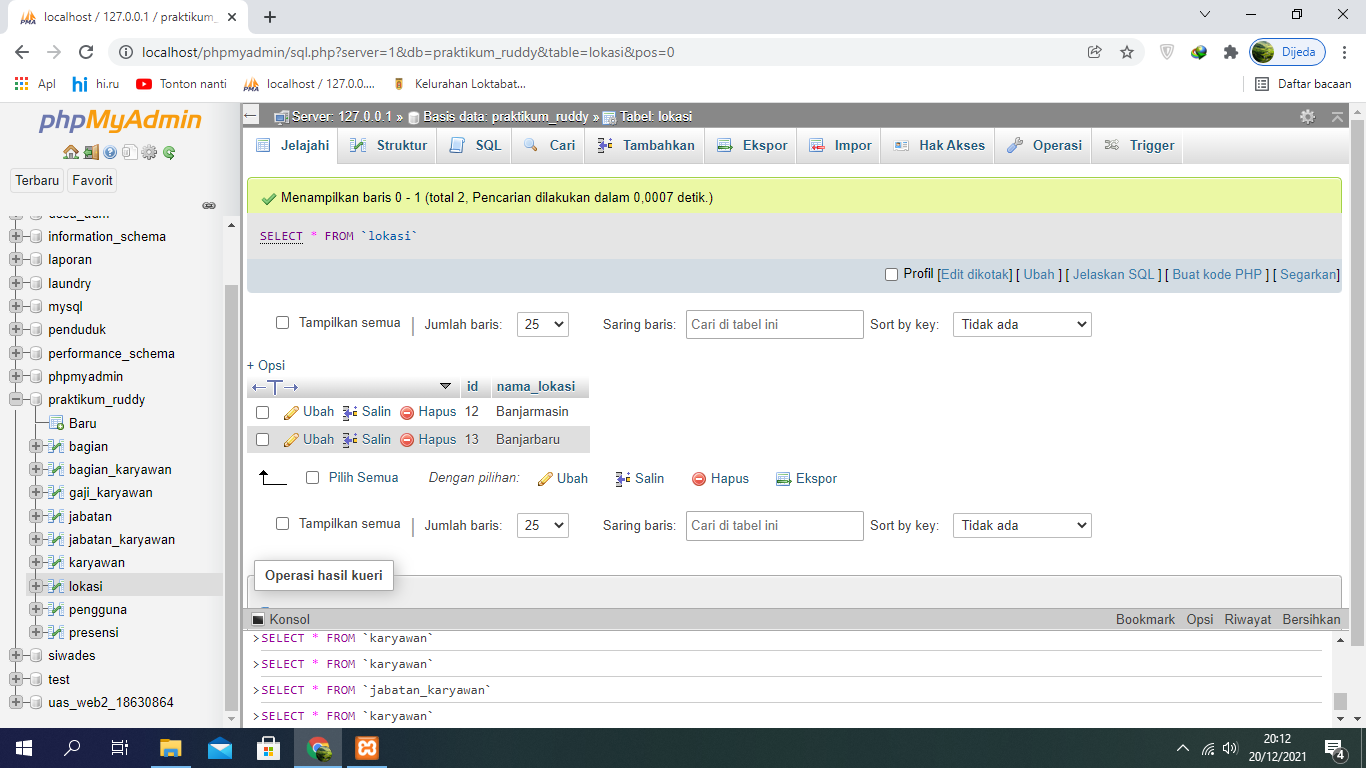 localhost / 127.0.0.1 / praktikum_
localhost/phpmyadmin/sql.php?server=1&db=praktikum_ruddy&table=lokasi&pos=0
Dijeda
Apl
hi.ru
Tonton nanti
localhost / 127.0.0....
Kelurahan Loktabat...
Daftar bacaan
phpMyAdmin
Terbaru
Favorit
information_schema
laporan
laundry
mysql
penduduk
performance_schema
phpmyadmin
praktikum_ruddy
Baru
bagian
bagian_karyawan
gaji_karyawan
jabatan
jabatan_karyawan
karyawan
lokasi
pengguna
presensi
siwades
test
uas_web2_18630864
Server: 127.0.0.1 » Basis data: praktikum_ruddy » Tabel: lokasi
Jelajahi Struktur SQL Cari Tambahkan Ekspor Impor Hak Akses Operasi Trigger
Menampilkan baris 0 - 1 (total 2, Pencarian dilakukan dalam 0,0007 detik.)
SELECT * FROM `lokasi`
Profil [Edit dikotak] [ Ubah ] [ Jelaskan SQL ] [ Buat kode PHP ] [ Segarkan]
Tampilkan semua | Jumlah baris: 25 Saring baris: Cari di tabel ini Sort by key: Tidak ada
+ Opsi
←T→ id nama_lokasi
Ubah Salin Hapus 12 Banjarmasin
Ubah Salin Hapus 13 Banjarbaru
Pilih Semua Dengan pilihan: Ubah Salin Hapus Ekspor
Tampilkan semua | Jumlah baris: 25 Saring baris: Cari di tabel ini Sort by key: Tidak ada
Operasi hasil kueri
Konsol Bookmark Opsi Riwayat Bersihkan
>SELECT * FROM `karyawan`
>SELECT * FROM `karyawan`
>SELECT * FROM `jabatan_karyawan`
>SELECT * FROM `karyawan`
20:12
20/12/2021
4